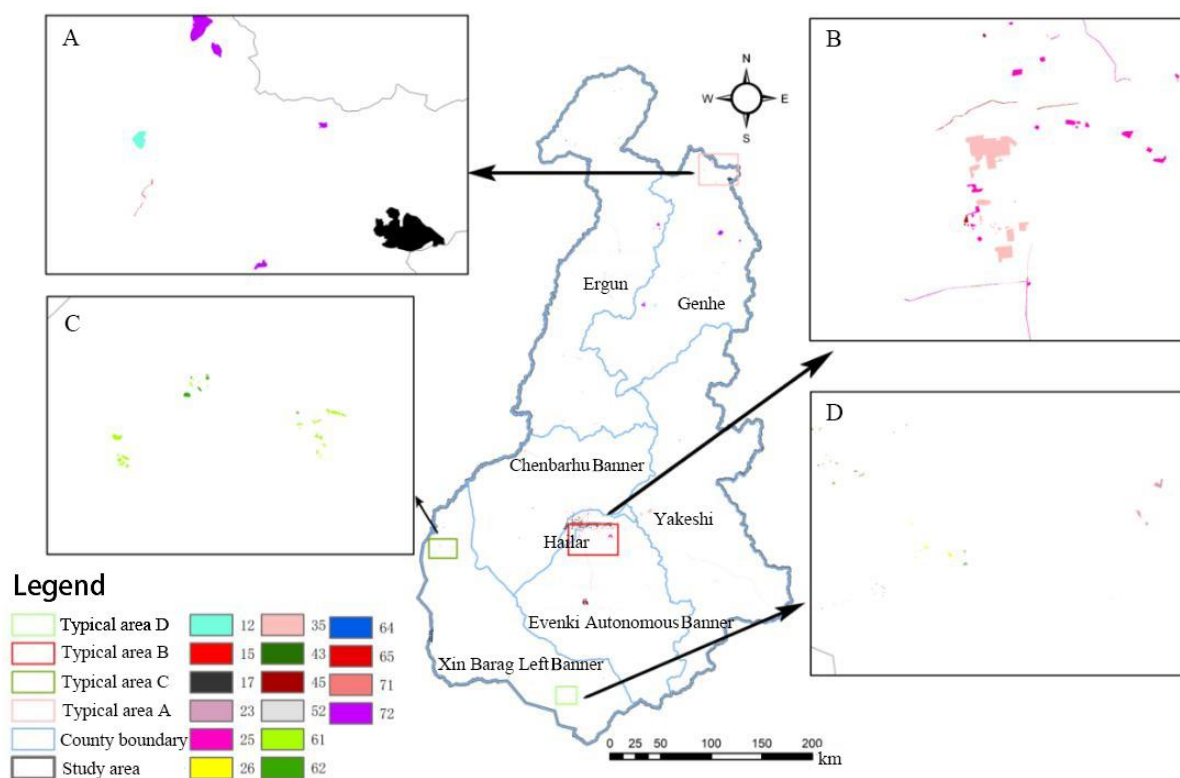 A
B
N
W
E
S
C
Ergun
Genhe
D
Chenbarhu Banner
Yakeshi
Hailar
Evenki Autonomous Banner
Xin Barag Left Banner
Legend
Typical area D
Typical area B
Typical area C
Typical area A
County boundary
Study area
12
15
17
23
25
26
35
43
45
52
61
62
64
65
71
72
0 25 50 100 150 200
km